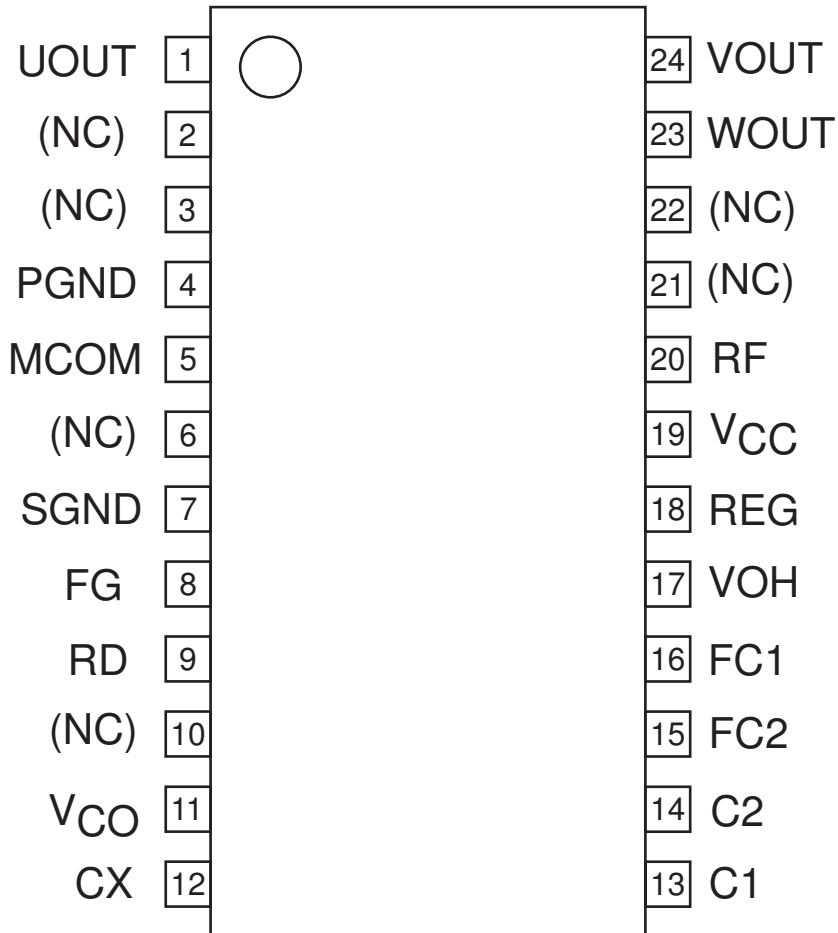 UOUT 1 24 VOUT
(NC) 2 23 WOUT
(NC) 3 22 (NC)
PGND 4 21 (NC)
MCOM 5 20 RF
(NC) 6 19 VCC
SGND 7 18 REG
FG 8 17 VOH
RD 9 16 FC1
(NC) 10 15 FC2
VCO 11 14 C2
CX 12 13 C1